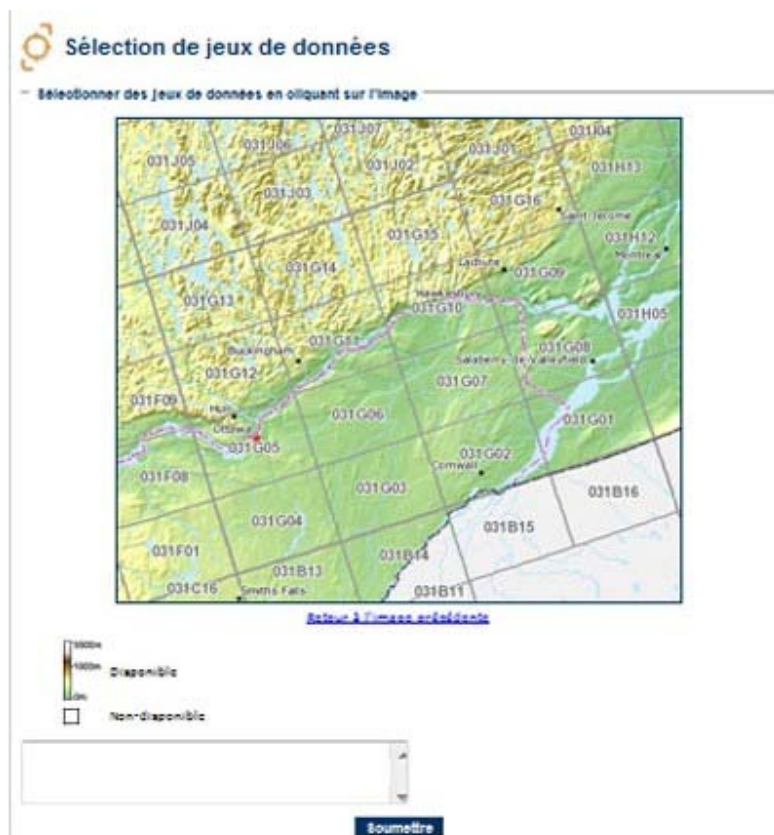 Sélection de jeux de données
Sélectionner des jeux de données en cliquant sur l'image
031J07
031J04
031J06
031J01
031J05
031J02
031H13
031J03
031G16
Saint-Jérôme
031J04
031G15
031H12
Montréal
031G14
Lachute
031G09
031G13
Hawkesbury
031G10
031H05
031G11
031G08
Buckingham
Salaberry-de-Valleyfield
031G12
031G07
031F09
Hull
031G06
031G01
Ottawa
031G05
031G02
031F08
Cornwall
031G03
031B16
031G04
031B15
031F01
031B14
031B13
031C16
Smiths Falls
031B11
Retour à l'image précédente
1000m
0m
Disponible
Non-disponible
Soumettre